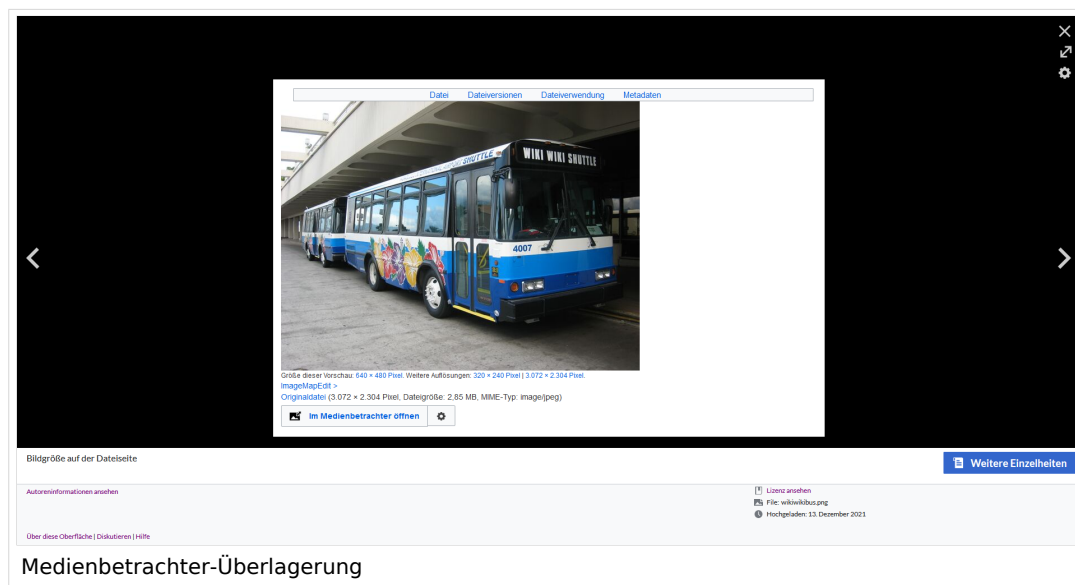 Datei Dateiversionen Dateiverwendung Metadaten
SHUTTLE
WIKI WIKI SHUTTLE
4007
Größe dieser Vorschau: 640 × 480 Pixel. Weitere Auflösungen: 320 × 240 Pixel | 3.072 × 2.304 Pixel.
ImageMapEdit >
Originaldatei (3.072 × 2.304 Pixel, Dateigröße: 2,85 MB, MIME-Typ: image/jpeg)
Im Medienbetrachter öffnen
Bildgröße auf der Dateiseite
Weitere Einzelheiten
Autoreninformationen ansehen
Lizenz ansehen
File: wikiwikibus.png
Hochgeladen: 13. Dezember 2021
Über diese Oberfläche | Diskutieren | Hilfe
Medienbetrachter-Überlagerung